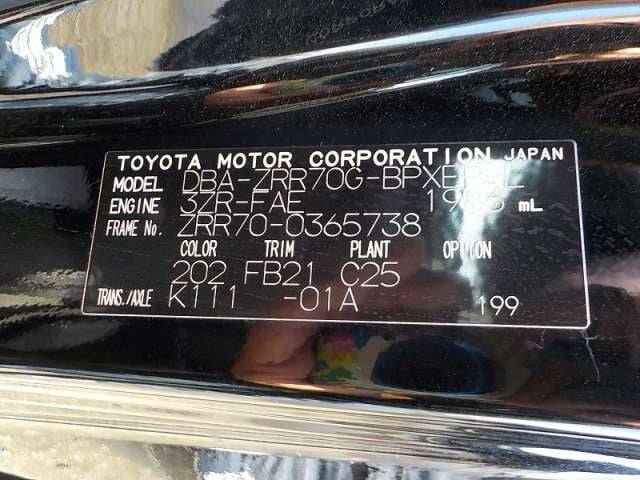 TOYOTA MOTOR CORPORATION JAPAN
MODEL DBA-ZRR70G-
ENGINE 3ZR-FAE mL
FRAME No. ZRR70-0365738
COLOR TRIM PLANT OPTION
202 FB21 C25
TRANS./AXLE K111 -01A 199